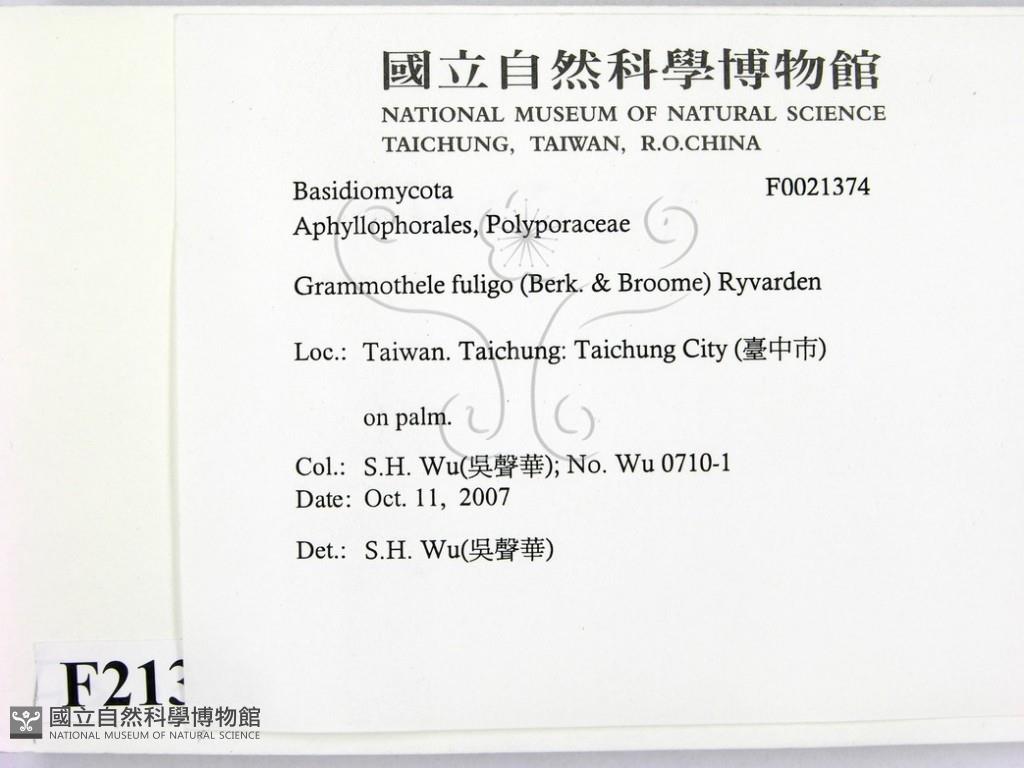 國立自然科學博物館
NATIONAL MUSEUM OF NATURAL SCIENCE
TAICHUNG, TAIWAN, R.O.CHINA
Basidiomycota F0021374
Aphyllophorales, Polyporaceae
Grammothele fuligo (Berk. & Broome) Ryvarden
Loc.: Taiwan. Taichung: Taichung City (臺中市)
on palm.
Col.: S.H. Wu(吳聲華); No. Wu 0710-1
Date: Oct. 11, 2007
Det.: S.H. Wu(吳聲華)
F213
國立自然科學博物館
NATIONAL MUSEUM OF NATURAL SCIENCE